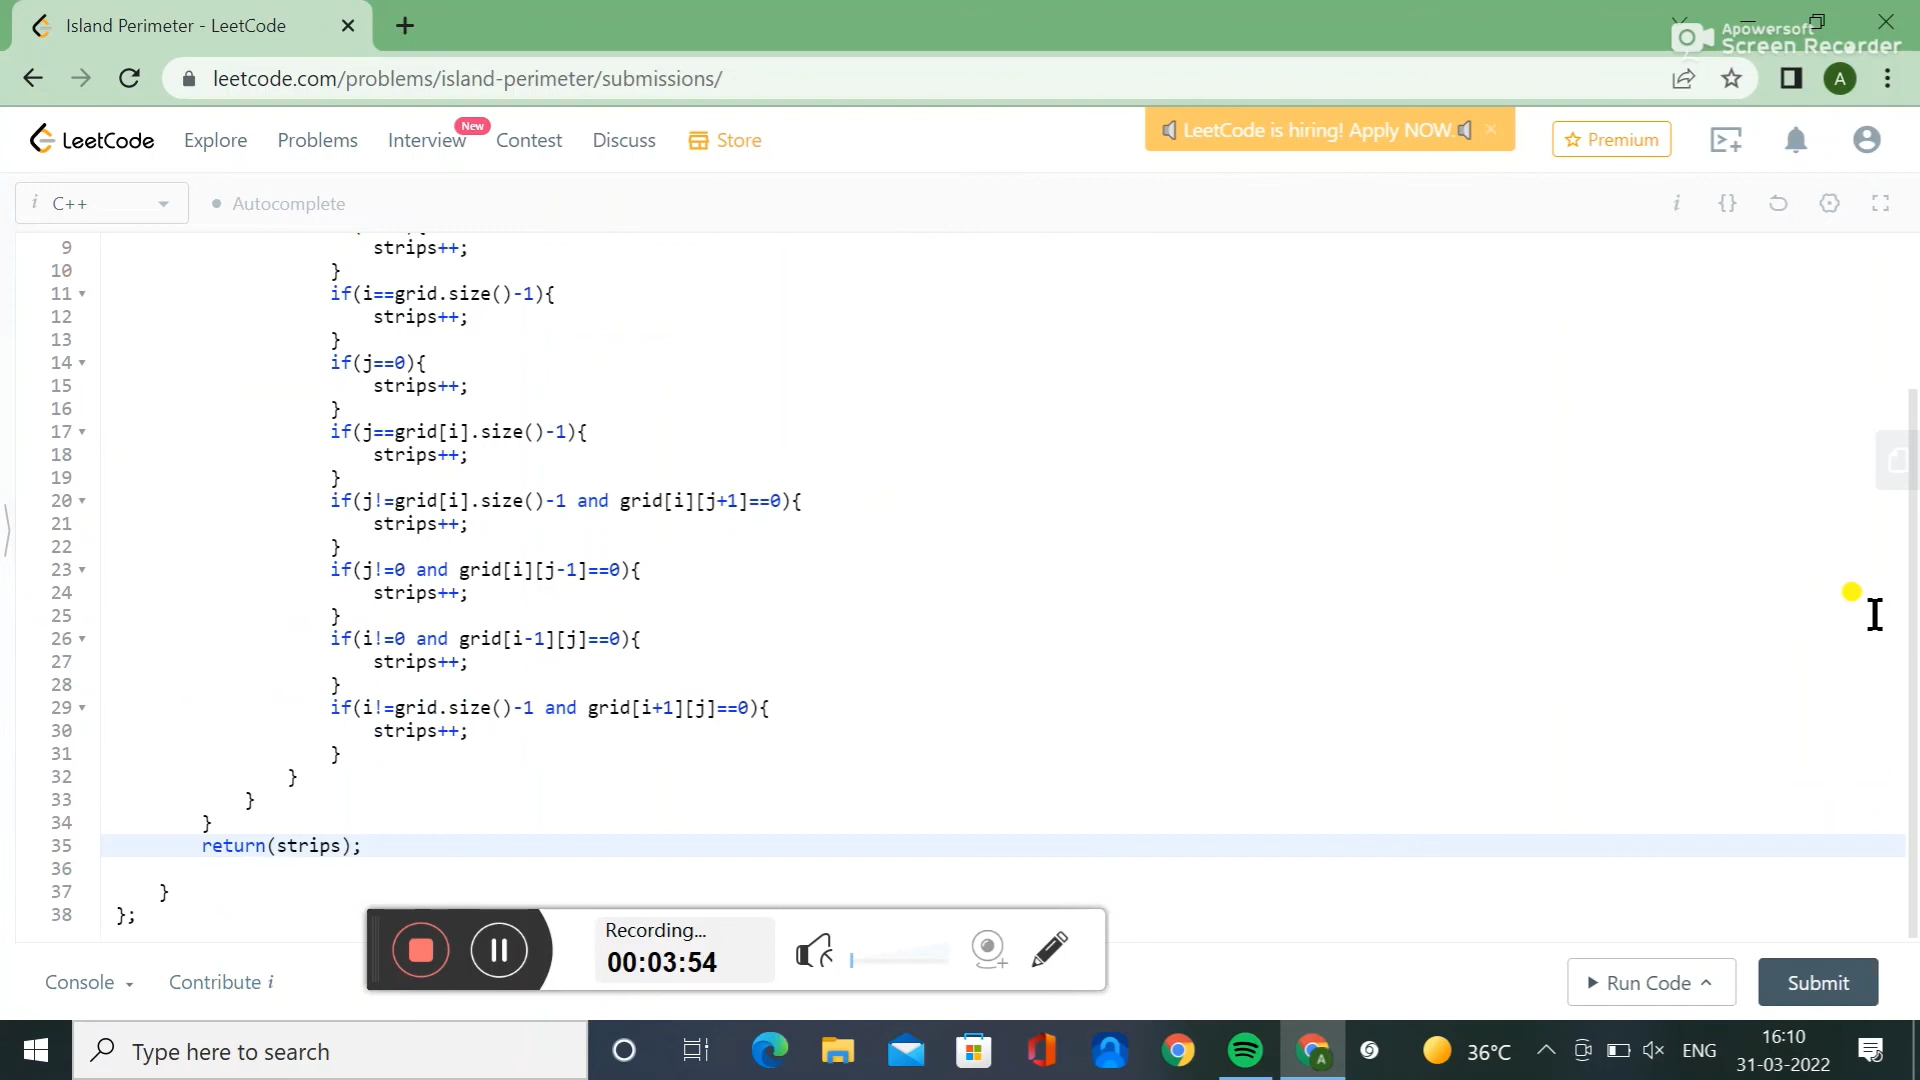 Island Perimeter - LeetCode
Apowersoft
Screen Recorder
leetcode.com/problems/island-perimeter/submissions/
A
LeetCode
Explore
Problems
Interview
New
Contest
Discuss
Store
LeetCode is hiring! Apply NOW.
Premium
i C++
Autocomplete
i {}
9 strips++;
10 }
11 if(i==grid.size()-1){
12 strips++;
13 }
14 if(j==0){
15 strips++;
16 }
17 if(j==grid[i].size()-1){
18 strips++;
19 }
20 if(j!=grid[i].size()-1 and grid[i][j+1]==0){
21 strips++;
22 }
23 if(j!=0 and grid[i][j-1]==0){
24 strips++;
25 }
26 if(i!=0 and grid[i-1][j]==0){
27 strips++;
28 }
29 if(i!=grid.size()-1 and grid[i+1][j]==0){
30 strips++;
31 }
32 }
33 }
34 }
35 return(strips);
36
37 }
38 };
Recording...
00:03:54
Console
Contribute i
Run Code
Submit
Type here to search
A
36°C
ENG
16:10
31-03-2022